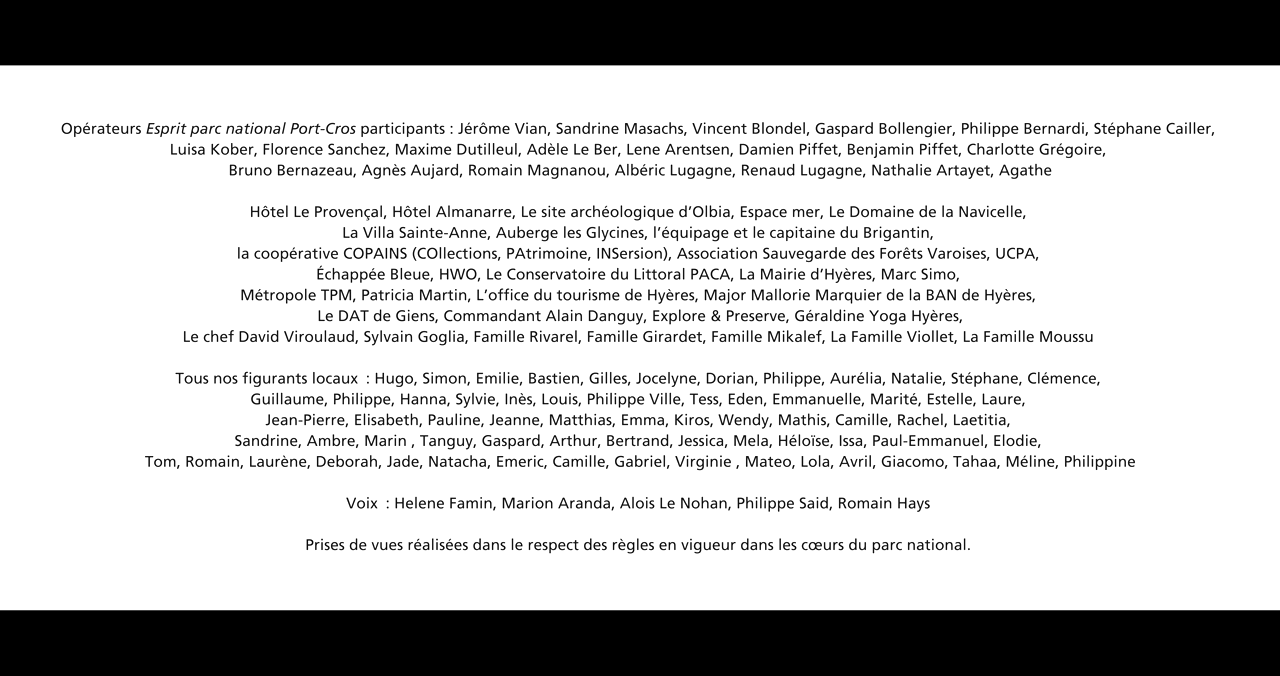 Opérateurs Esprit parc national Port-Cros participants : Jérôme Vian, Sandrine Masachs, Vincent Blondel, Gaspard Bollengier, Philippe Bernardi, Stéphane Cailler,
Luisa Kober, Florence Sanchez, Maxime Dutilleul, Adèle Le Ber, Lene Arentsen, Damien Piffet, Benjamin Piffet, Charlotte Grégoire,
Bruno Bernazeau, Agnès Aujard, Romain Magnanou, Albéric Lugagne, Renaud Lugagne, Nathalie Artayet, Agathe
Hôtel Le Provençal, Hôtel Almanarre, Le site archéologique d’Olbia, Espace mer, Le Domaine de la Navicelle,
La Villa Sainte-Anne, Auberge les Glycines, l’équipage et le capitaine du Brigantin,
la coopérative COPAINS (COllections, PAtrimoine, INSersion), Association Sauvegarde des Forêts Varoises, UCPA,
Échappée Bleue, HWO, Le Conservatoire du Littoral PACA, La Mairie d’Hyères, Marc Simo,
Métropole TPM, Patricia Martin, L’office du tourisme de Hyères, Major Mallorie Marquier de la BAN de Hyères,
Le DAT de Giens, Commandant Alain Danguy, Explore & Preserve, Géraldine Yoga Hyères,
Le chef David Viroulaud, Sylvain Goglia, Famille Rivarel, Famille Girardet, Famille Mikalef, La Famille Viollet, La Famille Moussu
Tous nos figurants locaux : Hugo, Simon, Emilie, Bastien, Gilles, Jocelyne, Dorian, Philippe, Aurélia, Natalie, Stéphane, Clémence,
Guillaume, Philippe, Hanna, Sylvie, Inès, Louis, Philippe Ville, Tess, Eden, Emmanuelle, Marité, Estelle, Laure,
Jean-Pierre, Elisabeth, Pauline, Jeanne, Matthias, Emma, Kiros, Wendy, Mathis, Camille, Rachel, Laetitia,
Sandrine, Ambre, Marin , Tanguy, Gaspard, Arthur, Bertrand, Jessica, Mela, Héloïse, Issa, Paul-Emmanuel, Elodie,
Tom, Romain, Laurène, Deborah, Jade, Natacha, Emeric, Camille, Gabriel, Virginie , Mateo, Lola, Avril, Giacomo, Tahaa, Méline, Philippine
Voix : Helene Famin, Marion Aranda, Alois Le Nohan, Philippe Said, Romain Hays
Prises de vues réalisées dans le respect des règles en vigueur dans les cœurs du parc national.